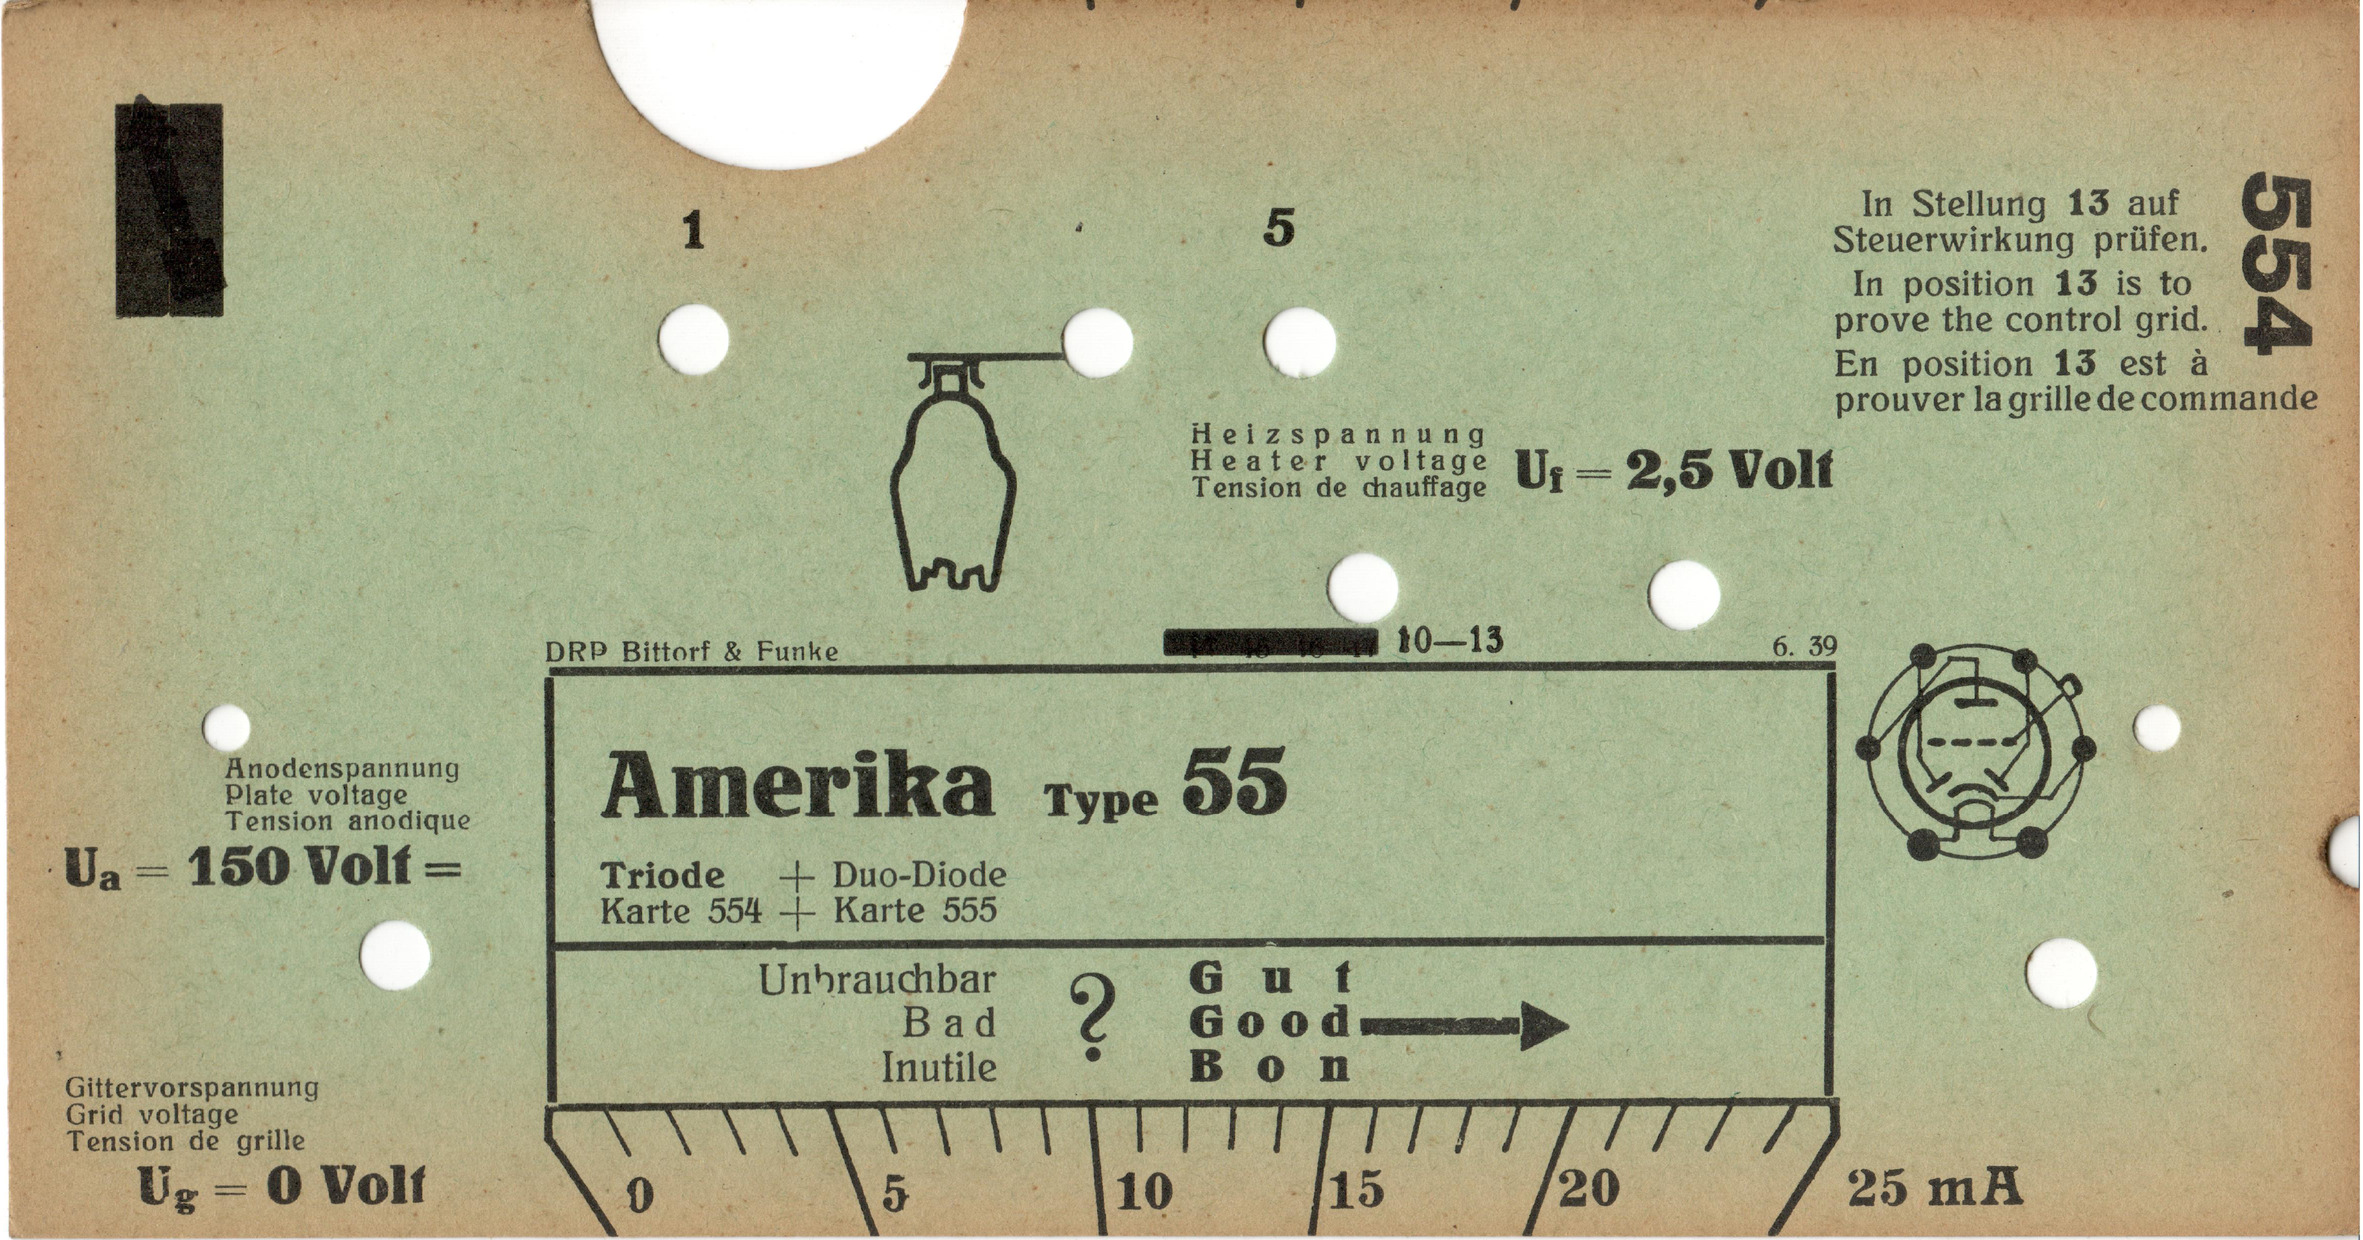 1
5
In Stellung 13 auf
Steuerwirkung prüfen.
In position 13 is to
prove the control grid.
En position 13 est à
prouver la grille de commande
554
Heizspannung
Heater voltage
Tension de chauffage
Uf = 2,5 Volt
DRP Bittorf & Funke
10—13
6. 39
Anodenspannung
Plate voltage
Tension anodique
Ua = 150 Volt =
Amerika Type 55
Triode + Duo-Diode
Karte 554 + Karte 555
Unbrauchbar ? Gut
Bad Good
Inutile Bon
Gittervorspannung
Grid voltage
Tension de grille
Ug = 0 Volt
0 5 10 15 20 25 mA